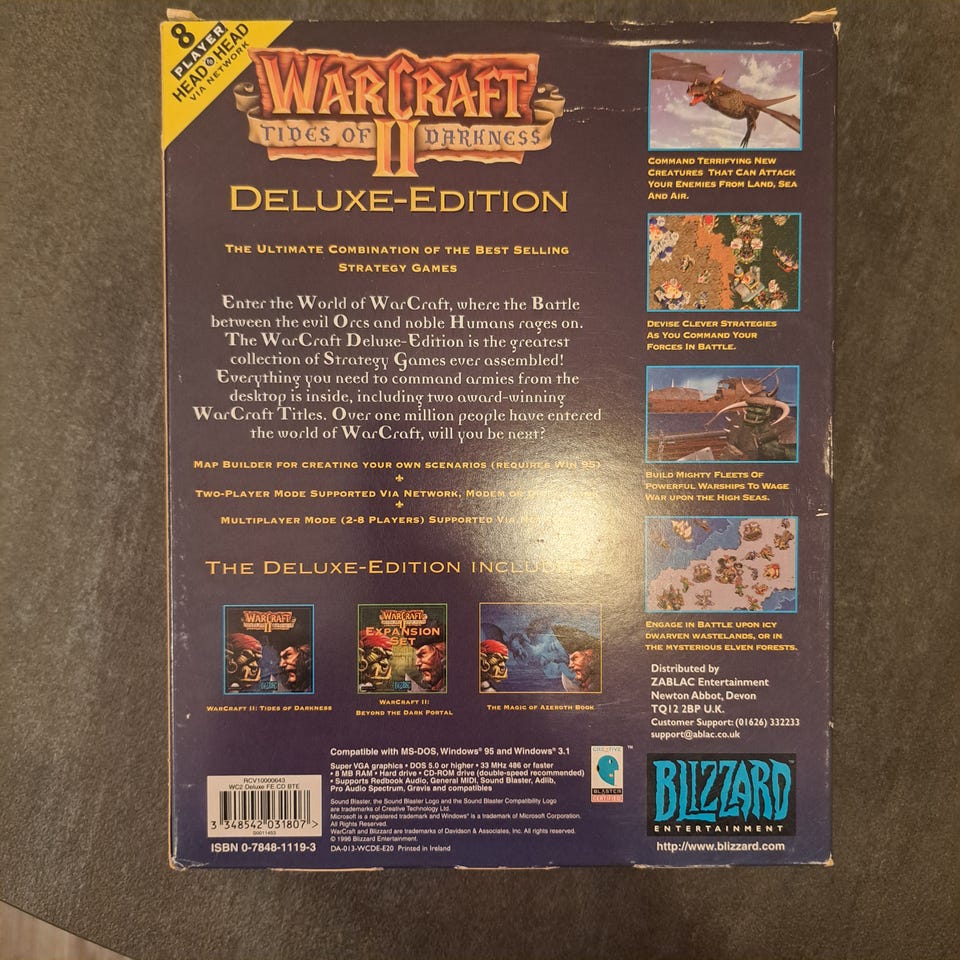 8
PLAYER
HEAD TO HEAD
VIA NETWORK
WARCRAFT
II
TIDES OF DARKNESS
DELUXE-EDITION
THE ULTIMATE COMBINATION OF THE BEST SELLING
STRATEGY GAMES
Enter the World of WarCraft, where the Battle
between the evil Orcs and noble Humans rages on.
The WarCraft Deluxe-Edition is the greatest
collection of Strategy Games ever assembled!
Everything you need to command armies from the
desktop is inside, including two award-winning
WarCraft Titles. Over one million people have entered
the world of WarCraft, will you be next?
MAP BUILDER FOR CREATING YOUR OWN SCENARIOS (REQUIRES WIN 95)
TWO-PLAYER MODE SUPPORTED VIA NETWORK, MODEM OR
MULTIPLAYER MODE (2-8 PLAYERS) SUPPORTED VIA
THE DELUXE-EDITION INCLUDES
WARCRAFT
II
WARCRAFT
II
EXPANSION
SET
WARCRAFT II: TIDES OF DARKNESS
WARCRAFT II:
BEYOND THE DARK PORTAL
THE MAGIC OF AZEROTH BOOK
COMMAND TERRIFYING NEW
CREATURES THAT CAN ATTACK
YOUR ENEMIES FROM LAND, SEA
AND AIR.
DEVISE CLEVER STRATEGIES
AS YOU COMMAND YOUR
FORCES IN BATTLE.
BUILD MIGHTY FLEETS OF
POWERFUL WARSHIPS TO WAGE
WAR UPON THE HIGH SEAS.
ENGAGE IN BATTLE UPON ICY
DWARVEN WASTELANDS, OR IN
THE MYSTERIOUS ELVEN FORESTS.
Distributed by
ZABLAC Entertainment
Newton Abbot, Devon
TQ12 2BP U.K.
Customer Support: (01626) 332233
support@ablac.co.uk
Compatible with MS-DOS, Windows® 95 and Windows® 3.1
Super VGA graphics • DOS 5.0 or higher • 33 MHz 486 or faster
• 8 MB RAM • Hard drive • CD-ROM drive (double-speed recommended)
• Supports Redbook Audio, General MIDI, Sound Blaster, Adlib,
Pro Audio Spectrum, Gravis and compatibles
Sound Blaster, the Sound Blaster Logo and the Sound Blaster Compatibility Logo
are trademarks of Creative Technology Ltd.
Microsoft is a registered trademark and Windows® is a trademark of Microsoft Corporation.
All Rights Reserved.
WarCraft and Blizzard are trademarks of Davidson & Associates, Inc. All rights reserved.
© 1996 Blizzard Entertainment.
DA-013-WCDE-E20 Printed in Ireland
CREATIVE
BLASTER
CERTIFIED
™
RCV10000643
WC2 Deluxe FE CD BTE
3 348542 031807 >
S0011453
ISBN 0-7848-1119-3
BLIZZARD
ENTERTAINMENT
http://www.blizzard.com